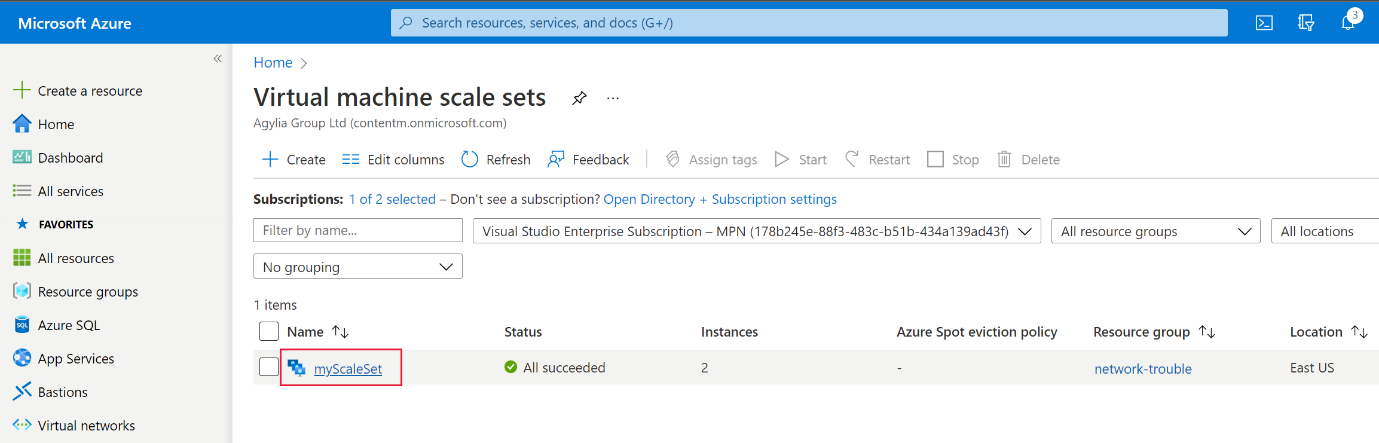 Microsoft Azure
Search resources, services, and docs (G+/)
3
«
Create a resource
Home
Dashboard
All services
FAVORITES
All resources
Resource groups
Azure SQL
App Services
Bastions
Virtual networks
Home >
Virtual machine scale sets ...
Agylia Group Ltd (contentm.onmicrosoft.com)
Create Edit columns Refresh Feedback Assign tags Start Restart Stop Delete
Subscriptions: 1 of 2 selected – Don't see a subscription? Open Directory + Subscription settings
Filter by name... Visual Studio Enterprise Subscription – MPN (178b245e-88f3-483c-b51b-434a139ad43f) All resource groups All locations
No grouping
1 items
Name ↑↓ Status Instances Azure Spot eviction policy Resource group ↑↓ Location ↑↓
myScaleSet All succeeded 2 - network-trouble East US